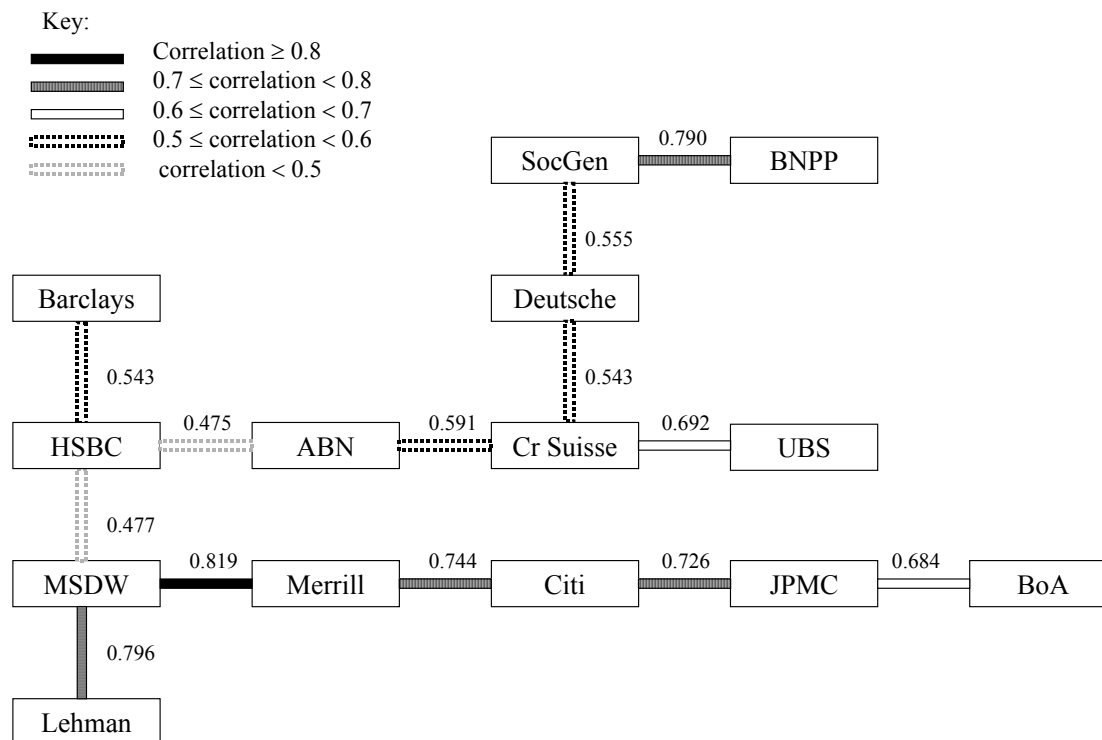 Key:
Correlation ≥ 0.8
0.7 ≤ correlation < 0.8
0.6 ≤ correlation < 0.7
0.5 ≤ correlation < 0.6
correlation < 0.5
0.790
SocGen
BNPP
0.555
Barclays
Deutsche
0.543
0.543
0.475
0.591
0.692
HSBC
ABN
Cr Suisse
UBS
0.477
0.819
0.744
0.726
0.684
MSDW
Merrill
Citi
JPMC
BoA
0.796
Lehman